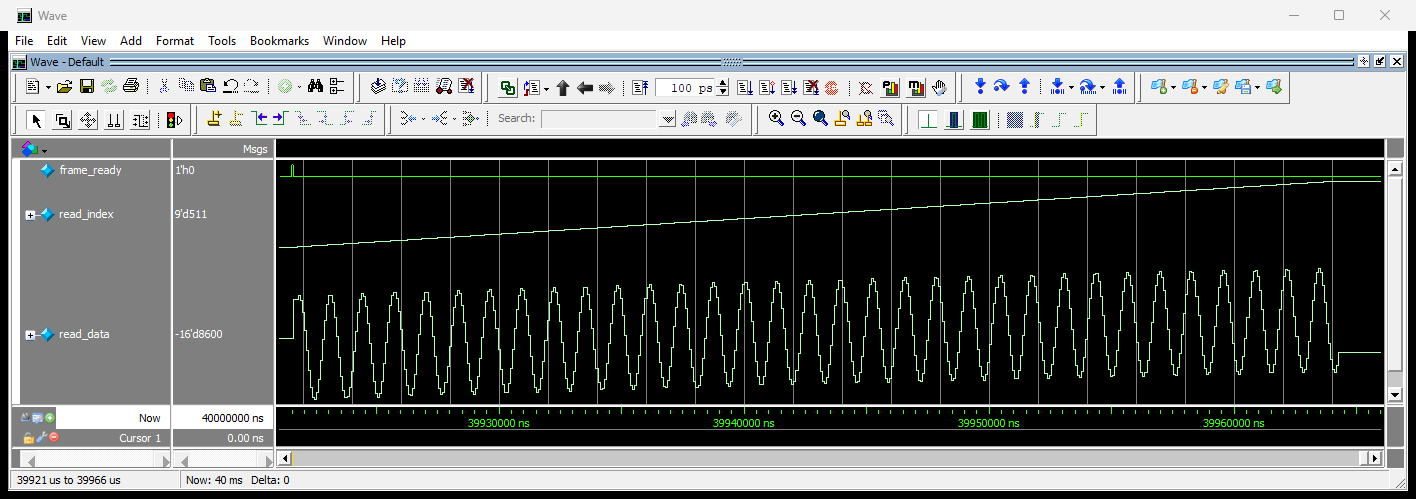 Wave
File Edit View Add Format Tools Bookmarks Window Help
Wave - Default
100 ps
Search:
Msgs
frame_ready 1'h0
read_index 9'd511
read_data -16'd8600
Now 40000000 ns
39930000 ns 39940000 ns 39950000 ns 39960000 ns
Cursor 1 0.00 ns
39921 us to 39966 us Now: 40 ms Delta: 0